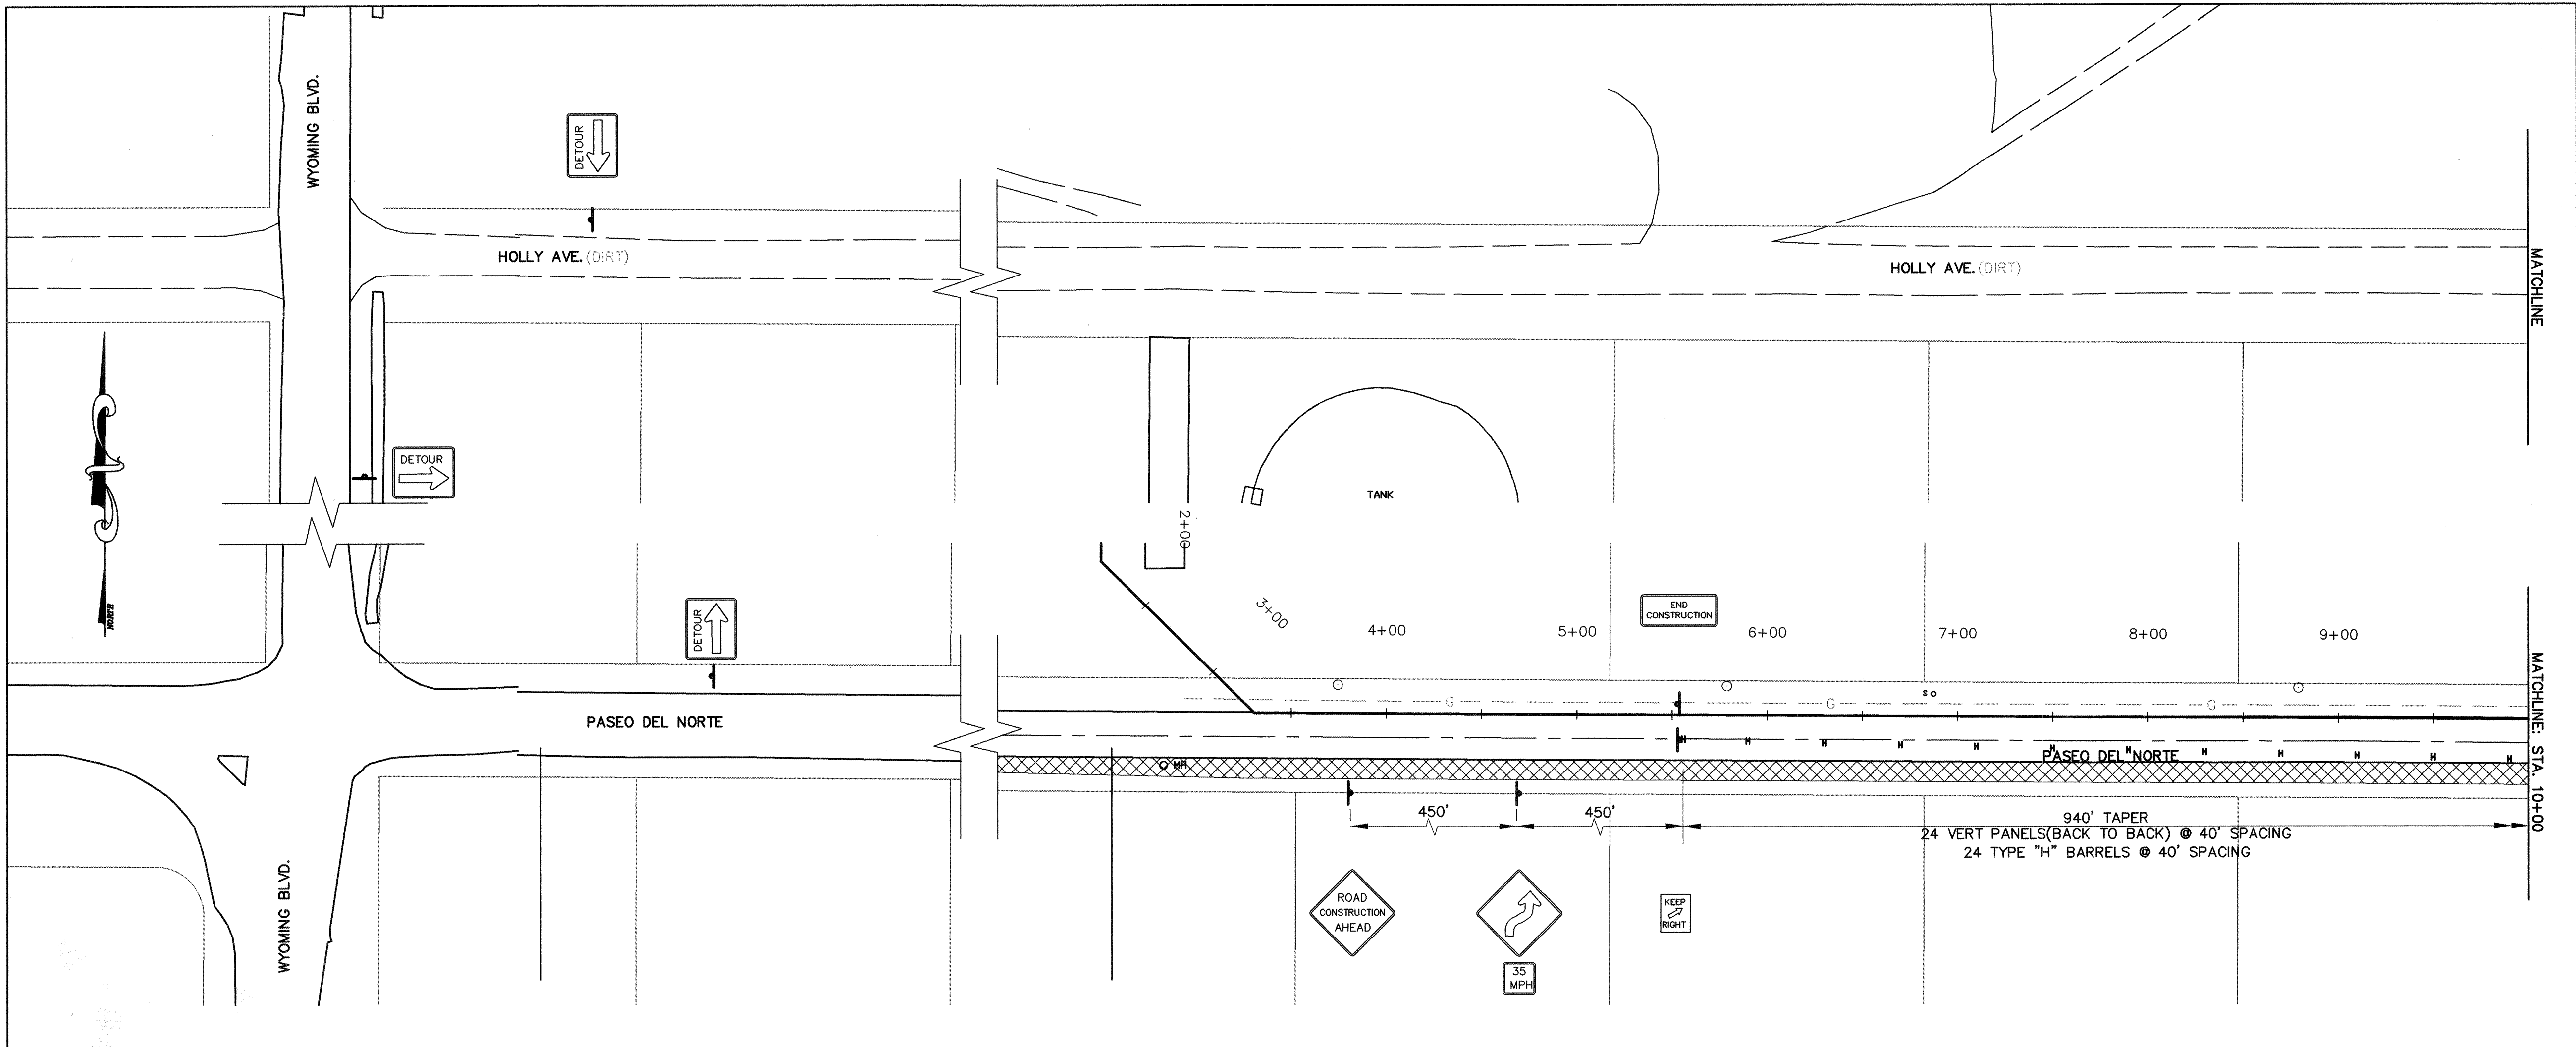 WYOMING BLVD.
DETOUR
HOLLY AVE. (DIRT)
HOLLY AVE. (DIRT)
MATCHLINE
DETOUR
TANK
2+00
NORTH
DETOUR
3+00
4+00
5+00
END
CONSTRUCTION
6+00
7+00
8+00
9+00
G
G
G
S
PASEO DEL NORTE
H H H H H H H H H H H H
PASEO DEL NORTE
MH
MATCHLINE: STA. 10+00
450'
450'
940' TAPER
24 VERT PANELS(BACK TO BACK) @ 40' SPACING
24 TYPE "H" BARRELS @ 40' SPACING
WYOMING BLVD.
ROAD
CONSTRUCTION
AHEAD
KEEP
RIGHT
35
MPH